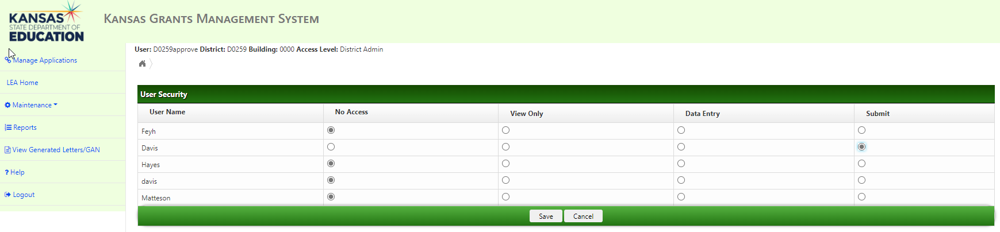 KANSAS
STATE DEPARTMENT OF
EDUCATION
Kansas Grants Management System
User: D0259approve District: D0259 Building: 0000 Access Level: District Admin
Manage Applications
LEA Home
Maintenance
Reports
View Generated Letters/GAN
? Help
Logout
User Security
User Name No Access View Only Data Entry Submit
Feyh
Davis
Hayes
davis
Matteson
Save Cancel